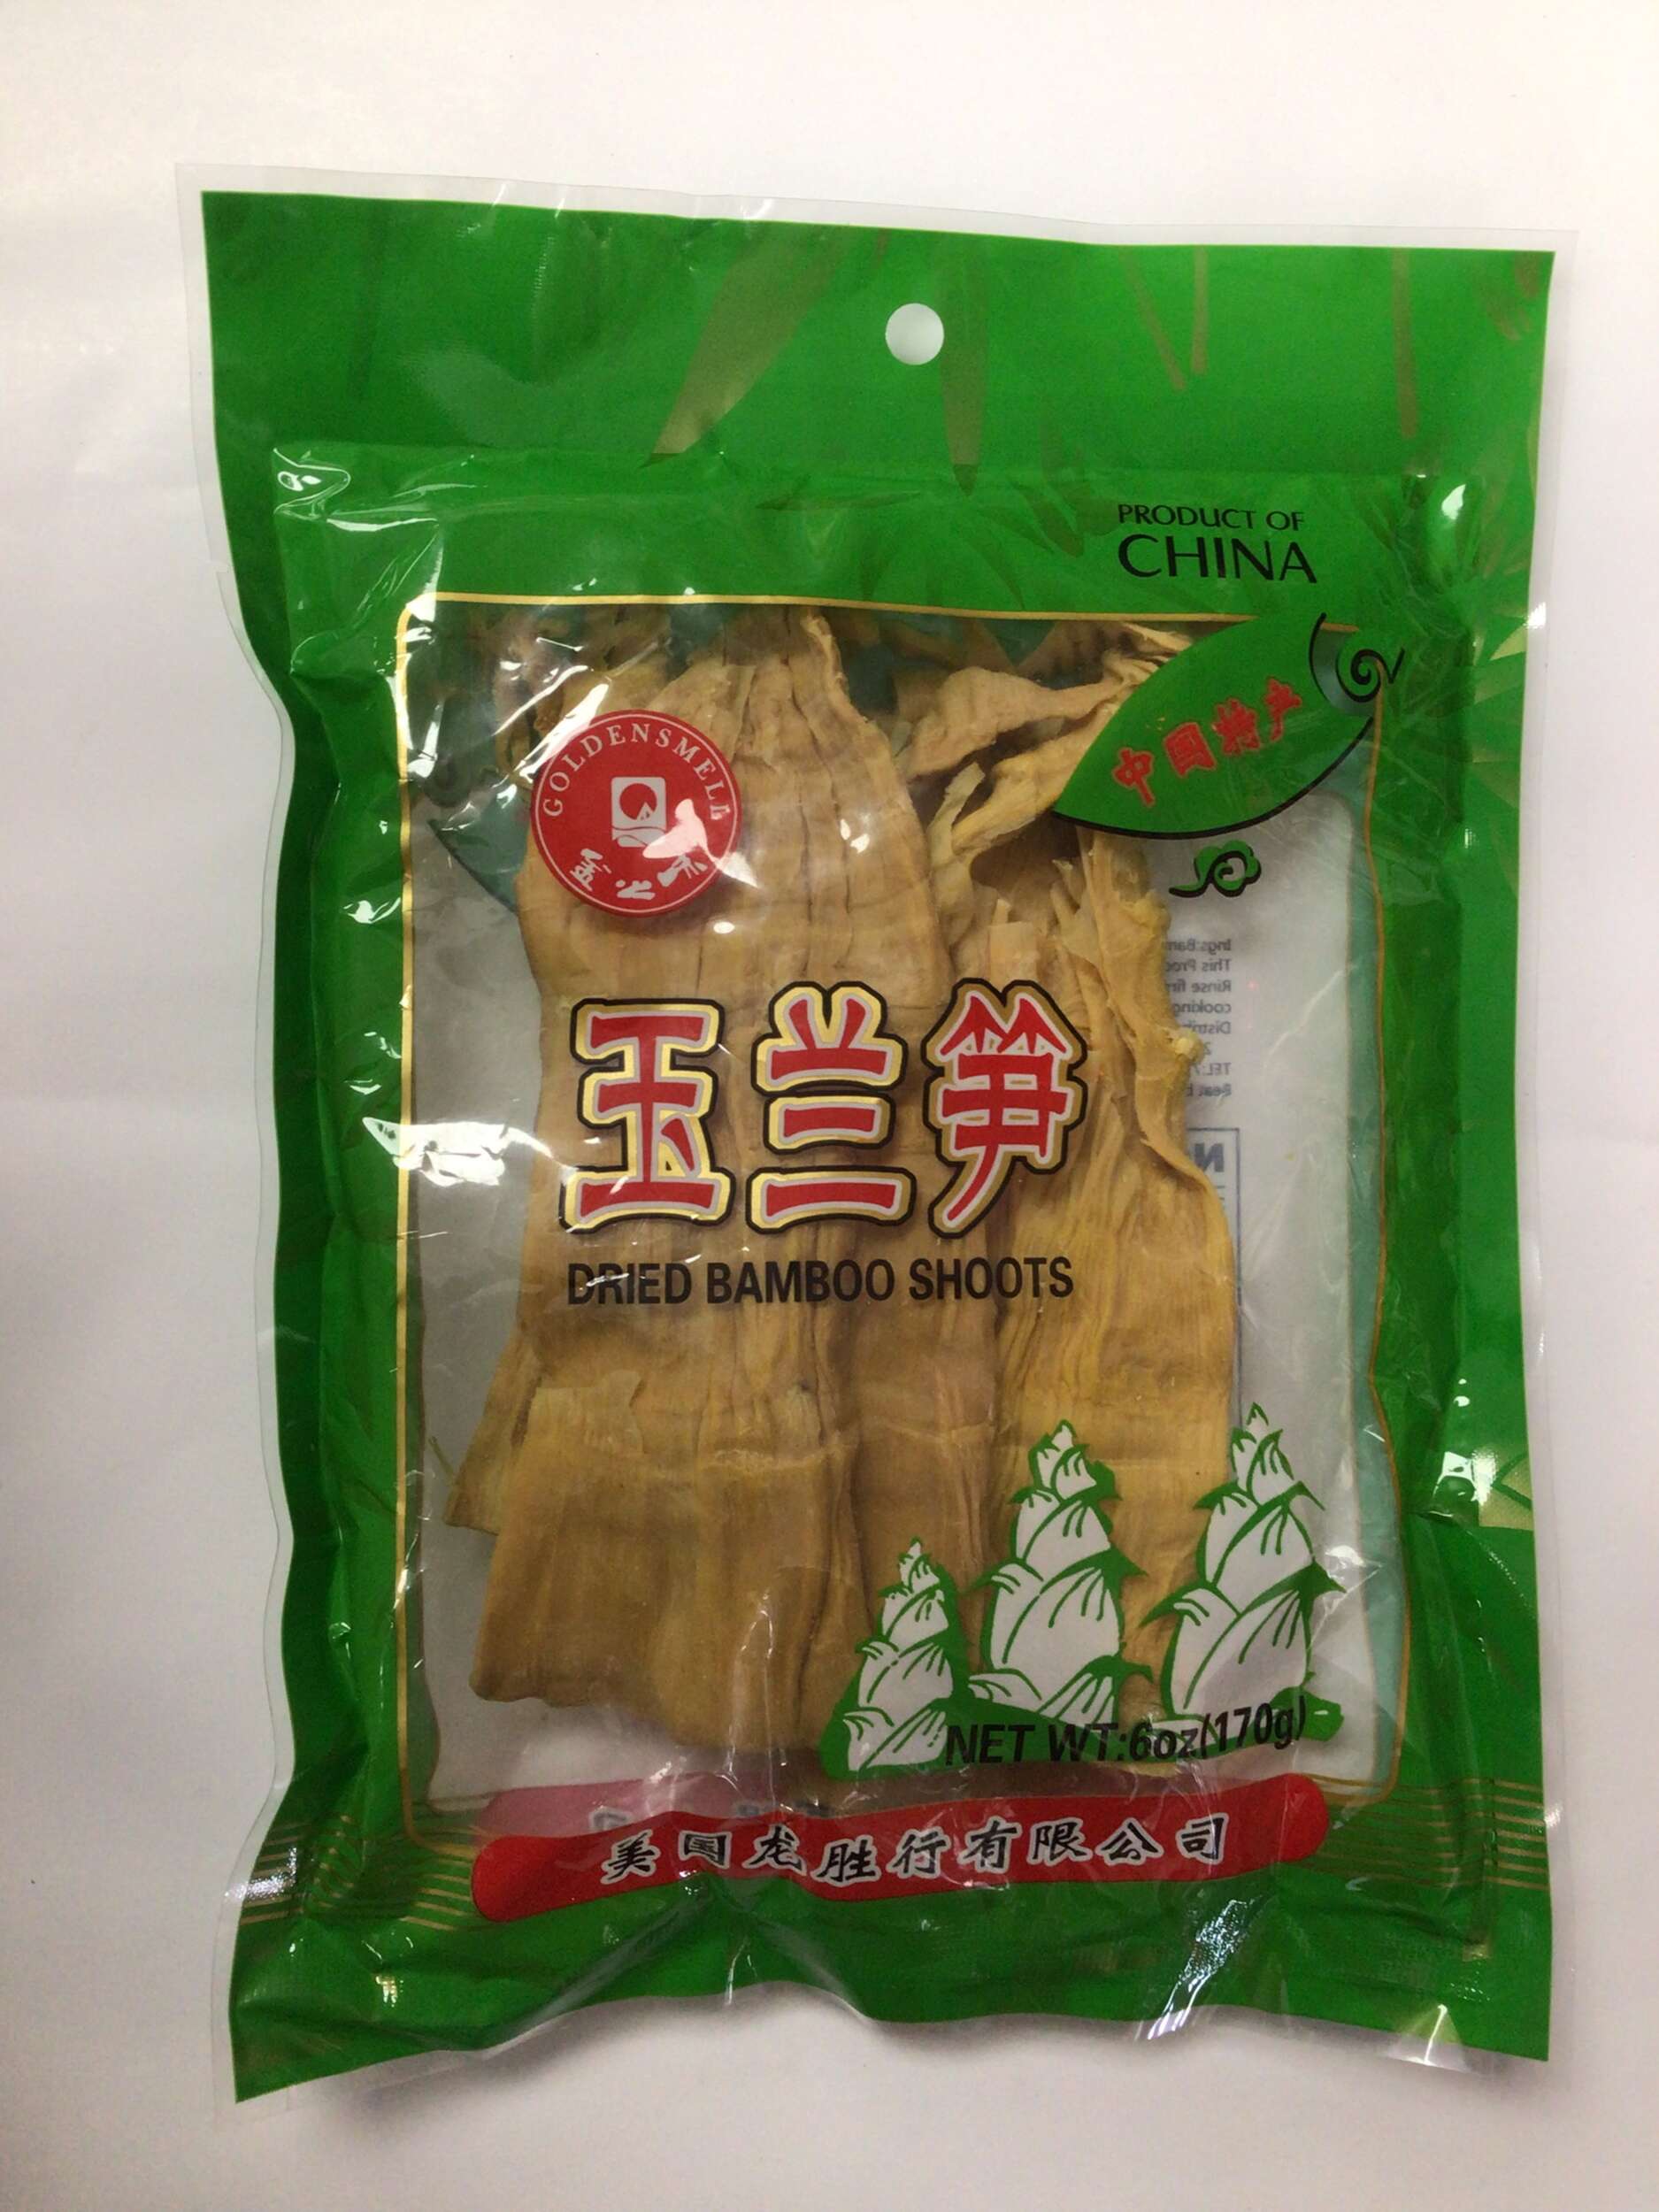 PRODUCT OF
CHINA
中国特产
GOLDENSMELL
玉兰笋
DRIED BAMBOO SHOOTS
NET WT:6oz(170g)
美国龙胜行有限公司